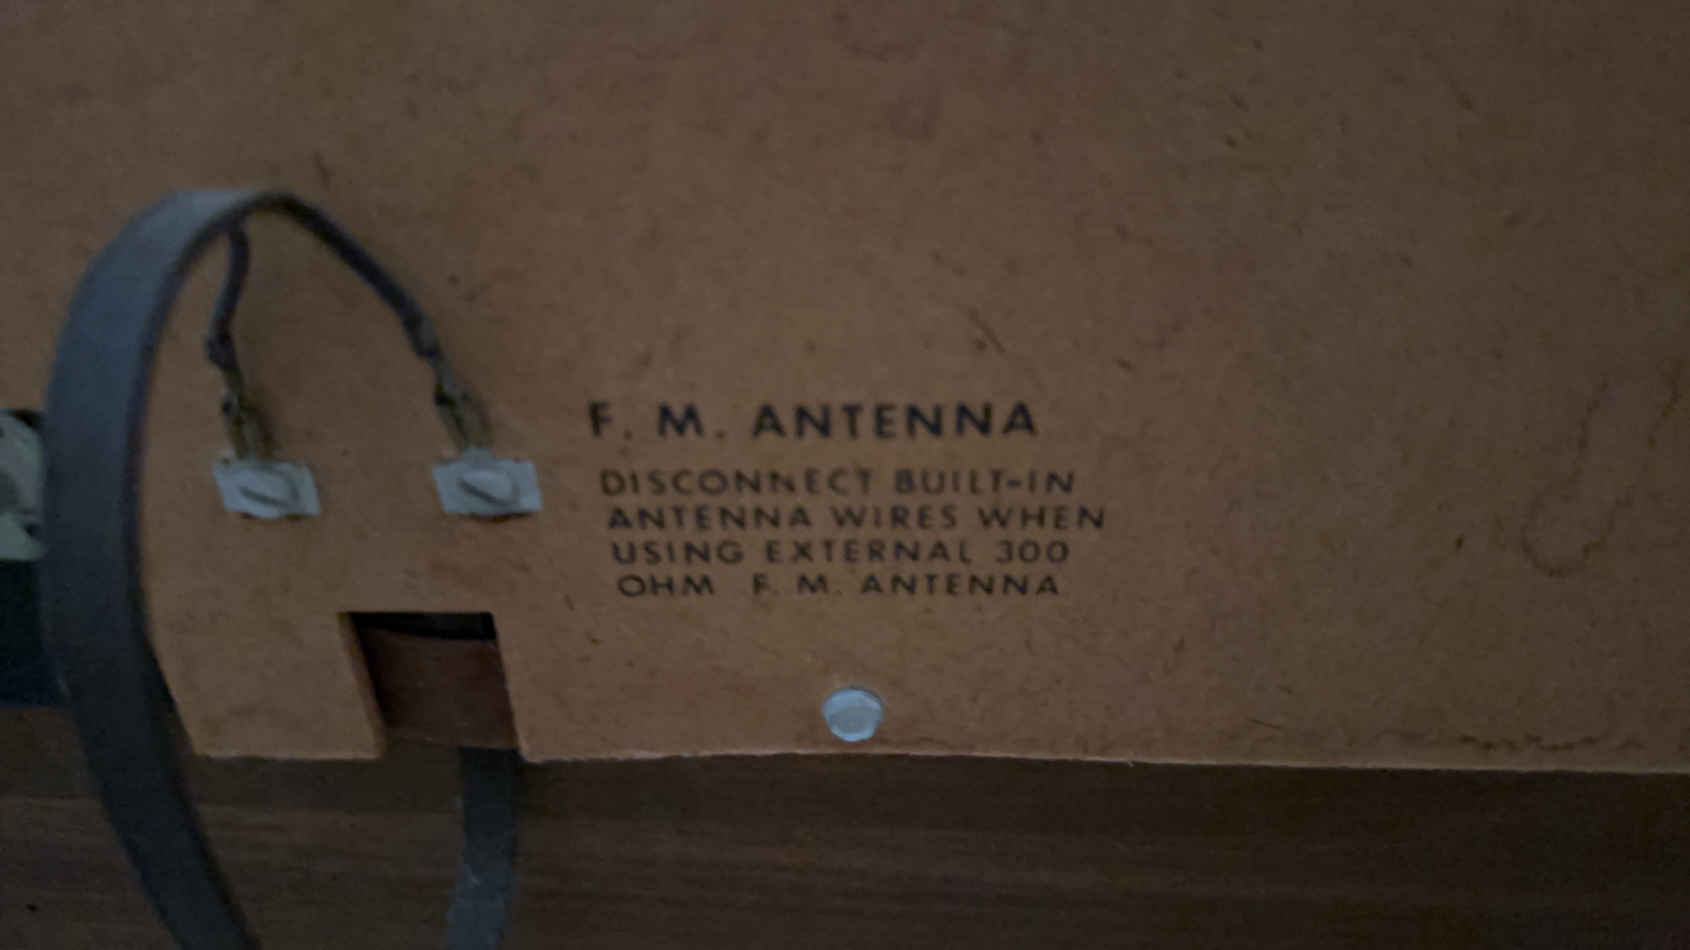 F. M. ANTENNA
DISCONNECT BUILT-IN
ANTENNA WIRES WHEN
USING EXTERNAL 300
OHM F. M. ANTENNA